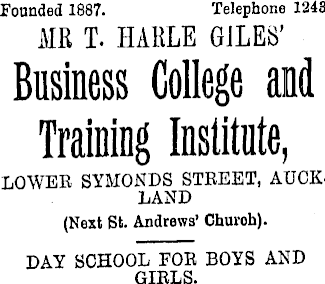 Founded 1887. Telephone 1243
MR T. HARLE GILES'
Business College and
Training Institute,
LOWER SYMONDS STREET, AUCK-
LAND
(Next St. Andrews' Church).
DAY SCHOOL FOR BOYS AND
GIRLS.